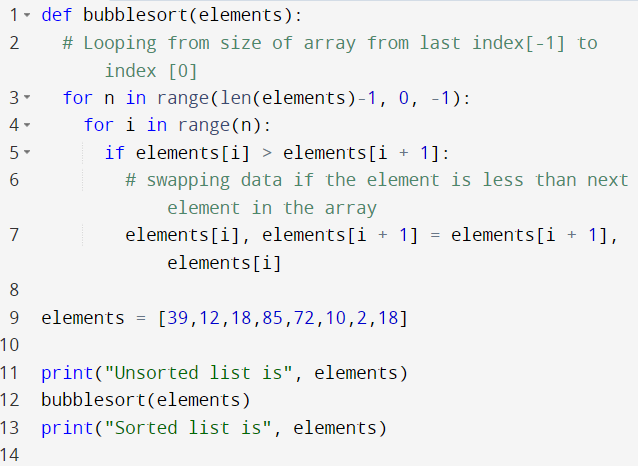 1 def bubblesort(elements):
2 # Looping from size of array from last index[-1] to
index [0]
3 for n in range(len(elements)-1, 0, -1):
4 for i in range(n):
5 if elements[i] > elements[i + 1]:
6 # swapping data if the element is less than next
element in the array
7 elements[i], elements[i + 1] = elements[i + 1],
elements[i]
8
9 elements = [39,12,18,85,72,10,2,18]
10
11 print("Unsorted list is", elements)
12 bubblesort(elements)
13 print("Sorted list is", elements)
14